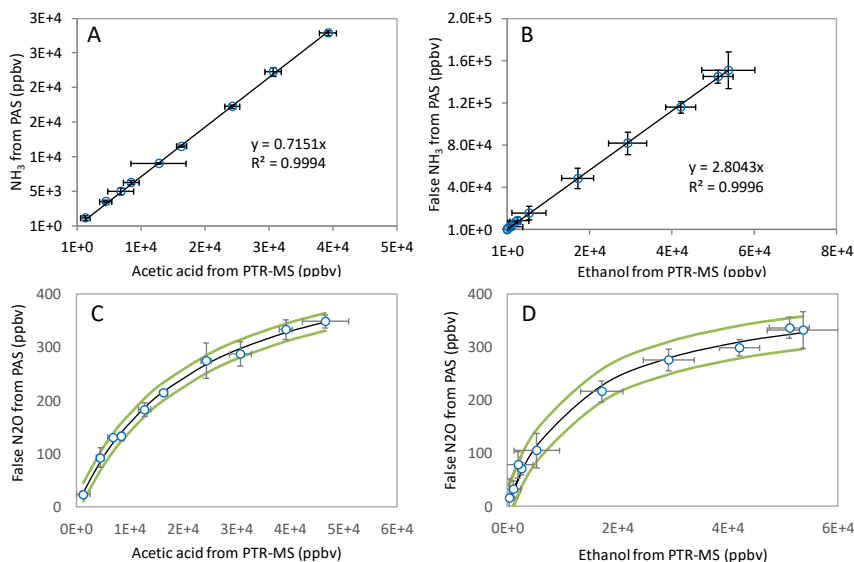 A
NH₃ from PAS (ppbv)
3E+4
3E+4
2E+4
2E+4
1E+4
5E+3
1E+0
y = 0.7151x
R² = 0.9994
1E+0 1E+4 2E+4 3E+4 4E+4 5E+4
Acetic acid from PTR-MS (ppbv)
B
False NH₃ from PAS (ppbv)
2.0E+5
1.6E+5
1.2E+5
8.0E+4
4.0E+4
1.0E+0
y = 2.8043x
R² = 0.9996
1E+0 2E+4 4E+4 6E+4 8E+4
Ethanol from PTR-MS (ppbv)
C
False N2O from PAS (ppbv)
400
300
200
100
0
0E+0 1E+4 2E+4 3E+4 4E+4 5E+4
Acetic acid from PTR-MS (ppbv)
D
False N2O from PAS (ppbv)
400
300
200
100
0
0E+0 2E+4 4E+4 6E+4
Ethanol from PTR-MS (ppbv)